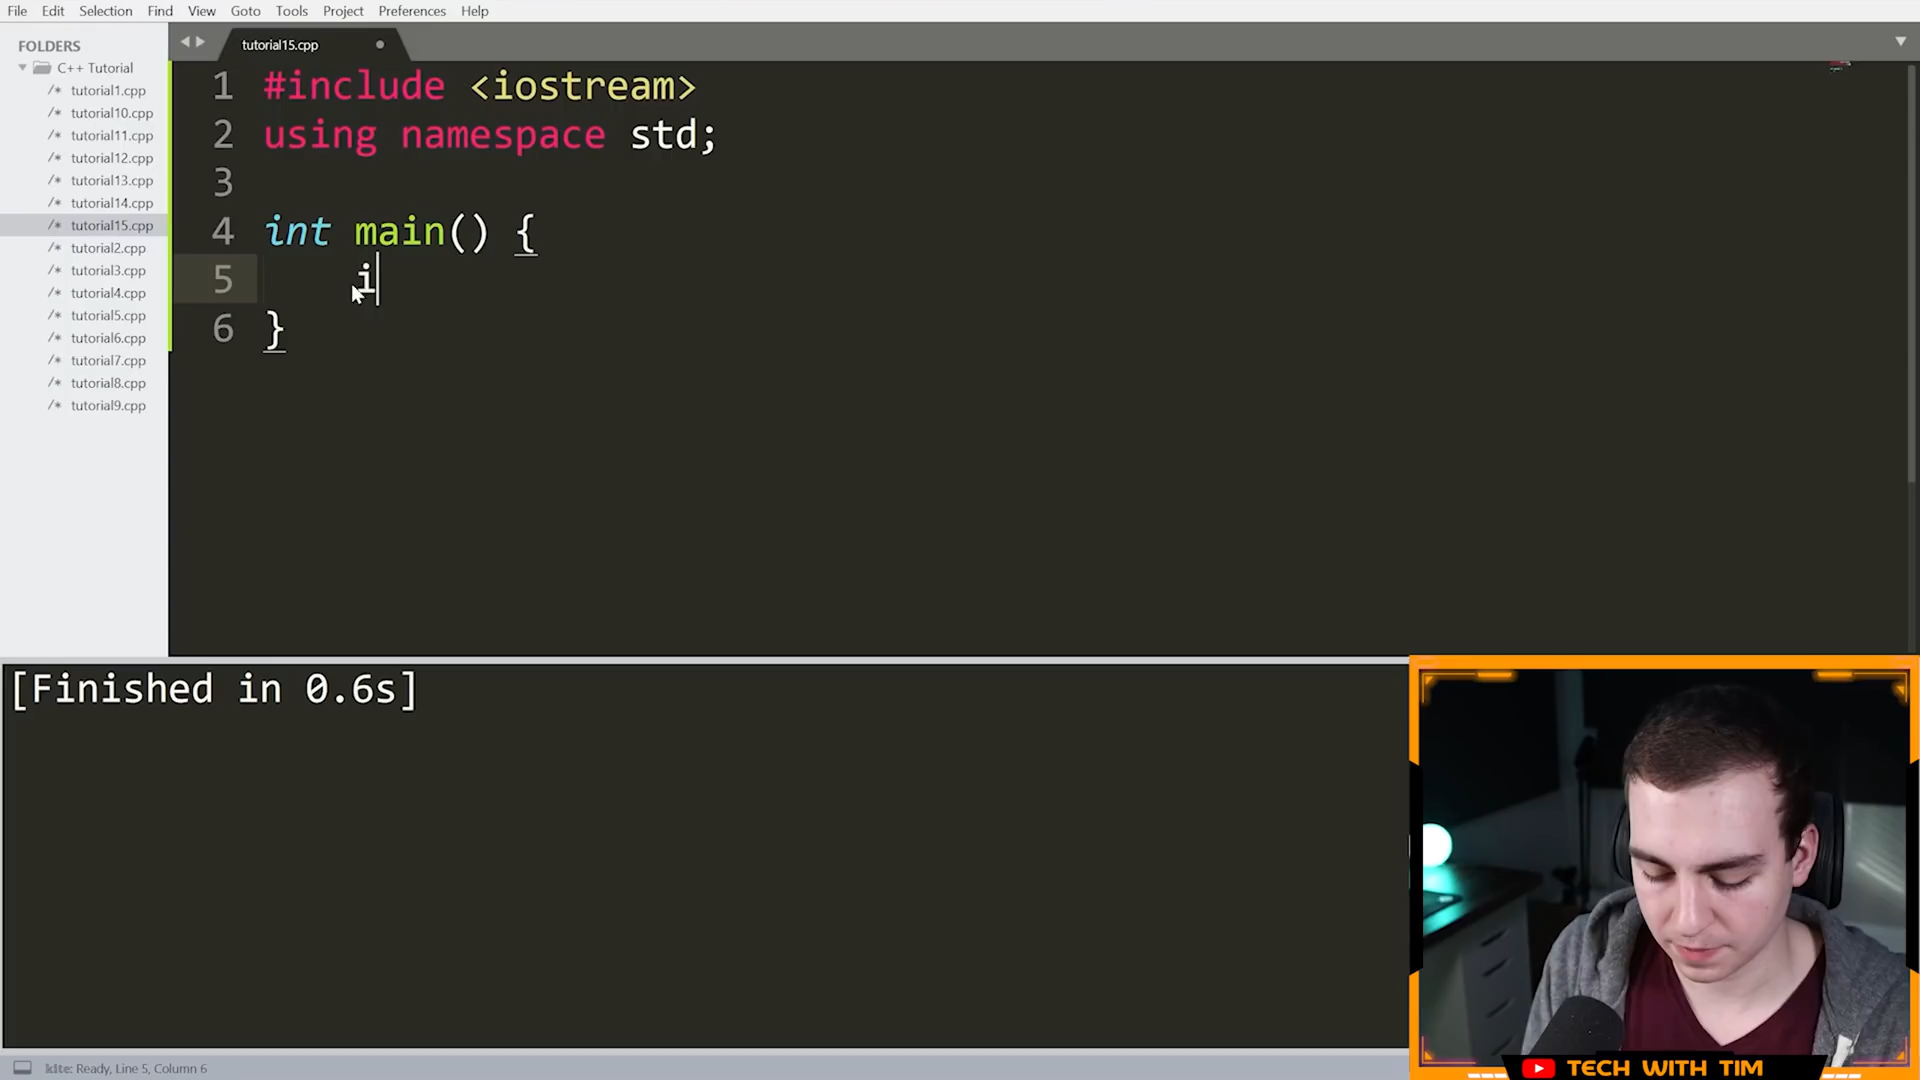 File Edit Selection Find View Goto Tools Project Preferences Help
FOLDERS
C++ Tutorial
/* tutorial1.cpp
/* tutorial10.cpp
/* tutorial11.cpp
/* tutorial12.cpp
/* tutorial13.cpp
/* tutorial14.cpp
/* tutorial15.cpp
/* tutorial2.cpp
/* tutorial3.cpp
/* tutorial4.cpp
/* tutorial5.cpp
/* tutorial6.cpp
/* tutorial7.cpp
/* tutorial8.cpp
/* tutorial9.cpp
tutorial15.cpp
1 #include <iostream>
2 using namespace std;
3
4 int main() {
5 i
6 }
[Finished in 0.6s]
kite: Ready, Line 5, Column 6
TECH WITH TIM